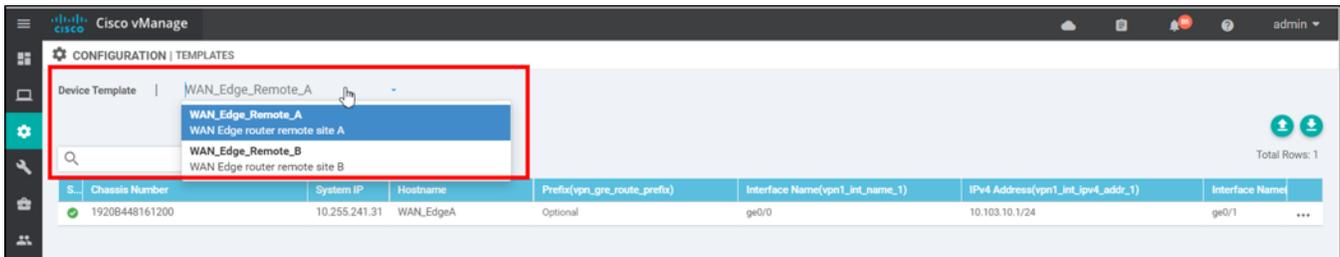 cisco Cisco vManage admin
CONFIGURATION | TEMPLATES
Device Template | WAN_Edge_Remote_A
WAN_Edge_Remote_A
WAN Edge router remote site A
WAN_Edge_Remote_B
WAN Edge router remote site B
Total Rows: 1
S... Chassis Number System IP Hostname Prefix(vpn_gre_route_prefix) Interface Name(vpn1_int_name_1) IPv4 Address(vpn1_int_ipv4_addr_1) Interface Name(
1920B448161200 10.255.241.31 WAN_EdgeA Optional ge0/0 10.103.10.1/24 ge0/1 ...